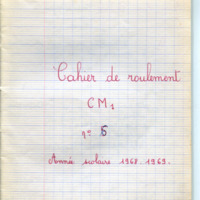 Cahier de roulement
CM1
n° 5
Année scolaire 1968-1969.